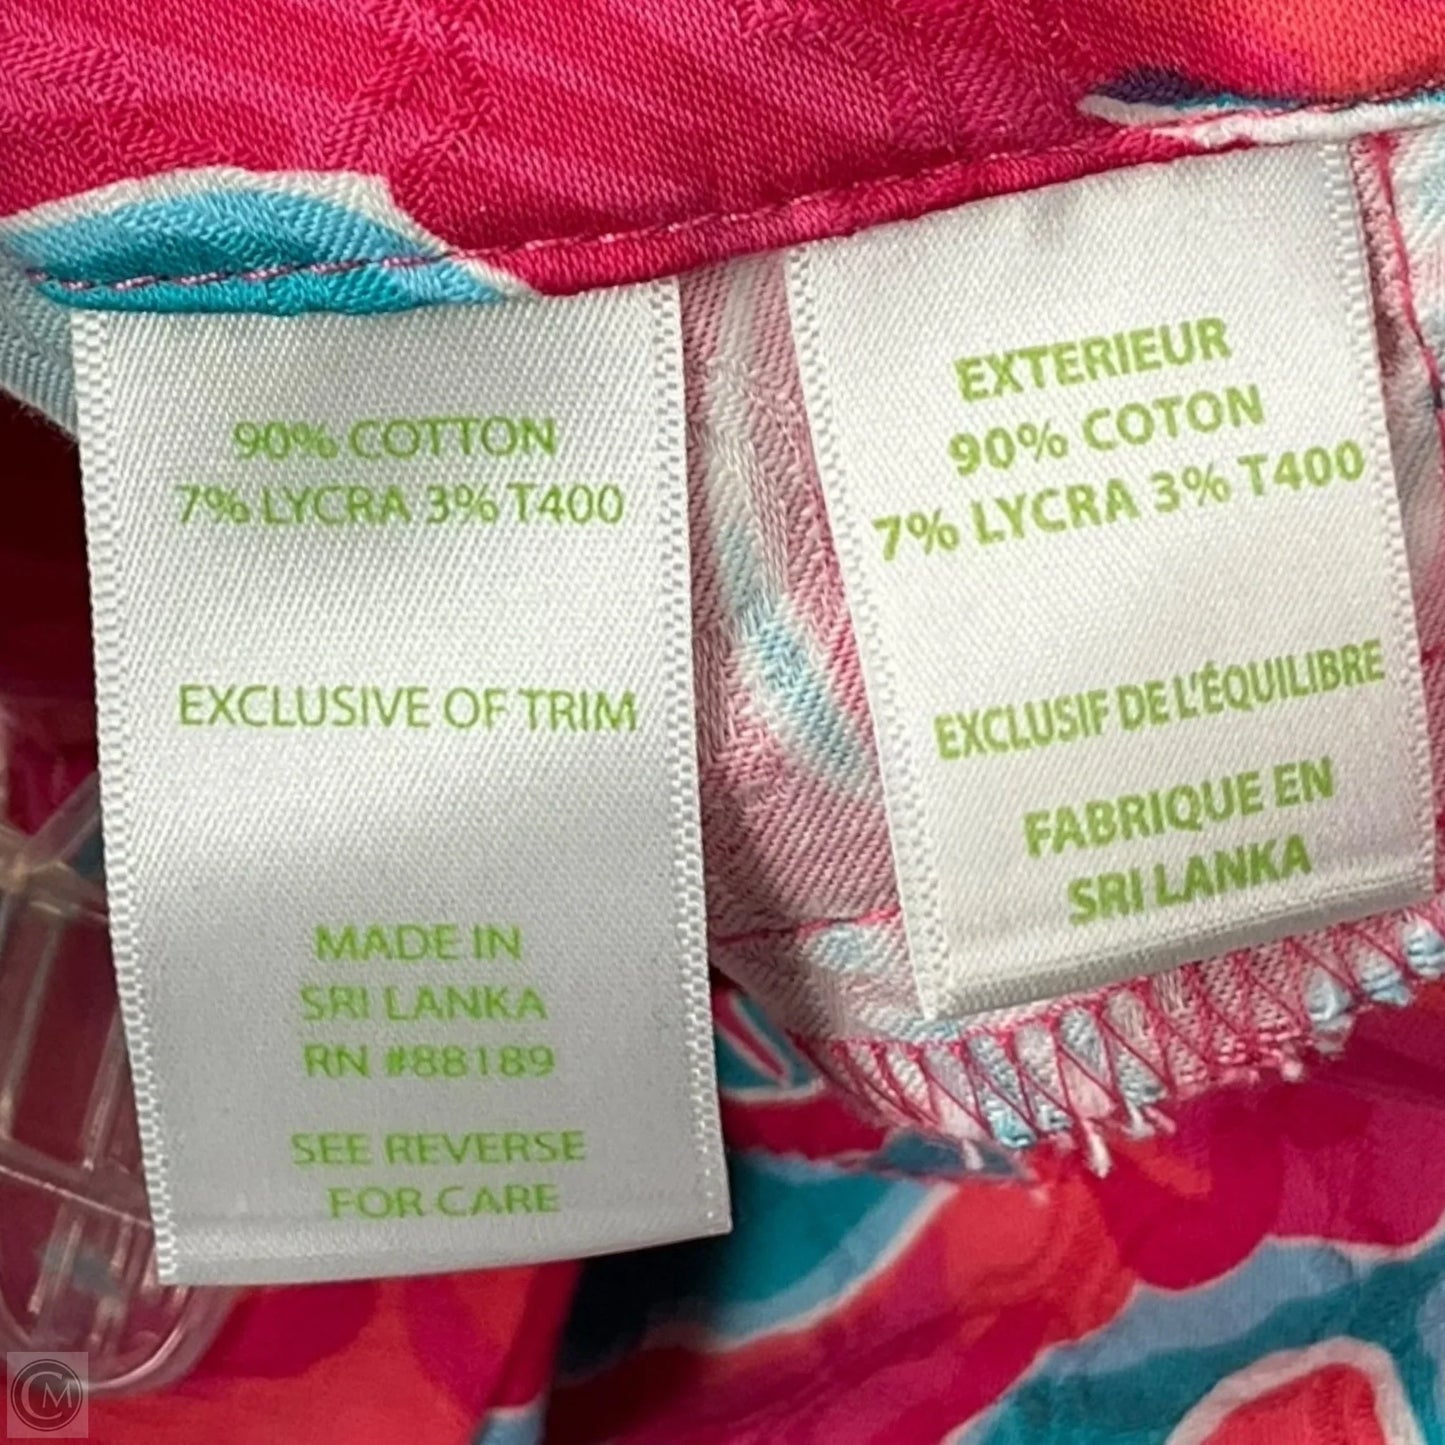 90% COTTON
7% LYCRA 3% T400
EXCLUSIVE OF TRIM
MADE IN
SRI LANKA
RN #88189
SEE REVERSE
FOR CARE
EXTERIEUR
90% COTON
7% LYCRA 3% T400
EXCLUSIF DE L'ÉQUILIBRE
FABRIQUE EN
SRI LANKA
CM